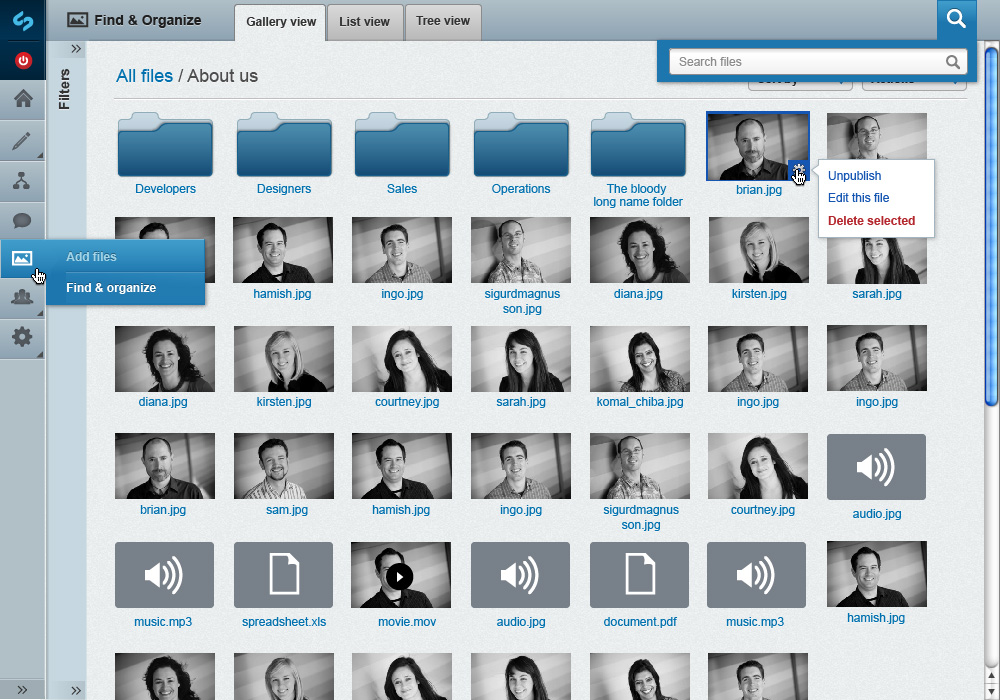 Find & Organize
Gallery view
List view
Tree view
Search files
Filters
All files / About us
Developers
Designers
Sales
Operations
The bloody
long name folder
brian.jpg
Unpublish
Edit this file
Delete selected
Add files
Find & organize
hamish.jpg
ingo.jpg
sigurdmagnus
son.jpg
diana.jpg
kirsten.jpg
sarah.jpg
diana.jpg
kirsten.jpg
courtney.jpg
sarah.jpg
komal_chiba.jpg
ingo.jpg
ingo.jpg
brian.jpg
sam.jpg
hamish.jpg
ingo.jpg
sigurdmagnus
son.jpg
courtney.jpg
audio.jpg
music.mp3
spreadsheet.xls
movie.mov
audio.jpg
document.pdf
music.mp3
hamish.jpg